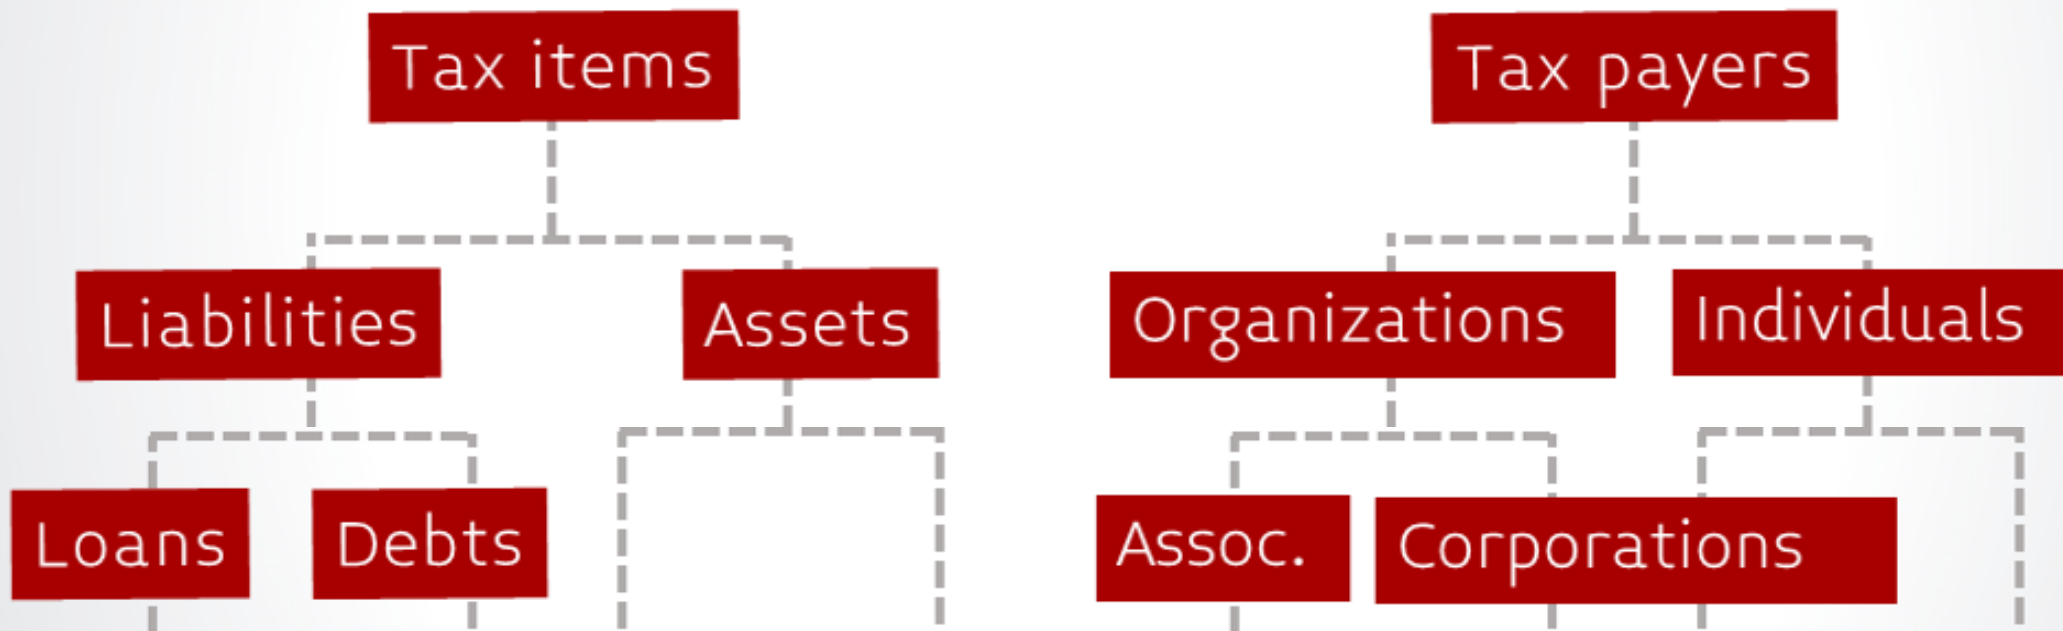 Tax items
Tax payers
Liabilities
Assets
Organizations
Individuals
Loans
Debts
Assoc.
Corporations